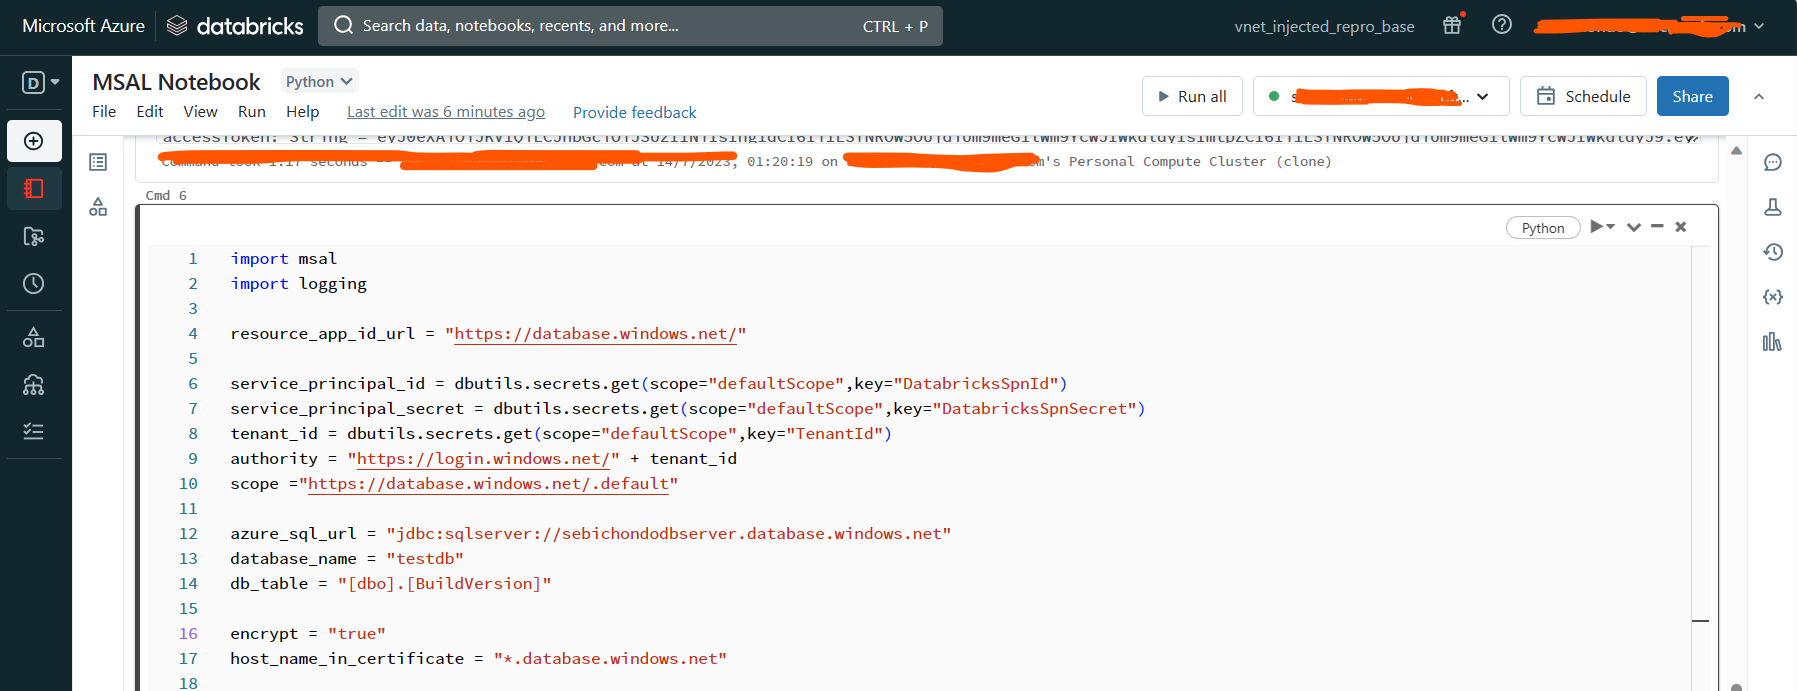 Microsoft Azure databricks Search data, notebooks, recents, and more... CTRL + P vnet_injected_repro_base
D
MSAL Notebook Python
File Edit View Run Help Last edit was 6 minutes ago Provide feedback
Run all Schedule Share
accessToken: String =
Command took 1.17 seconds -- com at 14/7/2023, 01:20:19 on om's Personal Compute Cluster (clone)
Cmd 6
Python
1 import msal
2 import logging
3
4 resource_app_id_url = "https://database.windows.net/"
5
6 service_principal_id = dbutils.secrets.get(scope="defaultScope",key="DatabricksSpnId")
7 service_principal_secret = dbutils.secrets.get(scope="defaultScope",key="DatabricksSpnSecret")
8 tenant_id = dbutils.secrets.get(scope="defaultScope",key="TenantId")
9 authority = "https://login.windows.net/" + tenant_id
10 scope ="https://database.windows.net/.default"
11
12 azure_sql_url = "jdbc:sqlserver://sebichondodbserver.database.windows.net"
13 database_name = "testdb"
14 db_table = "[dbo].[BuildVersion]"
15
16 encrypt = "true"
17 host_name_in_certificate = "*.database.windows.net"
18